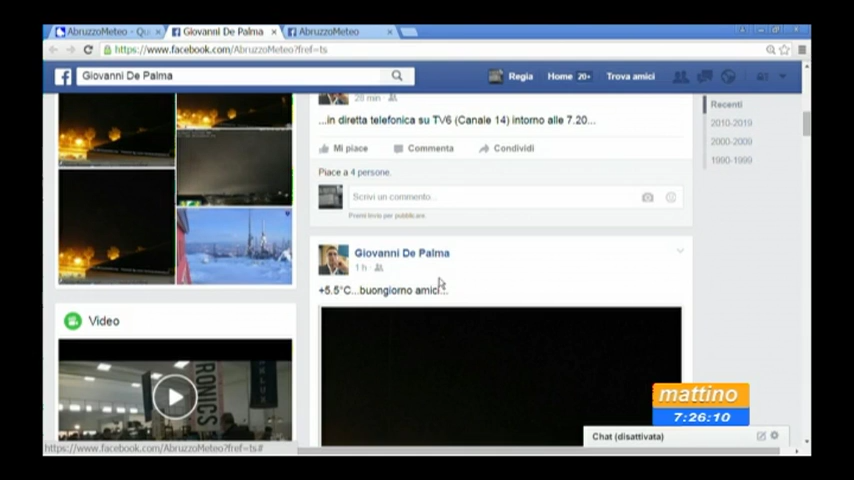 AbruzzoMeteo - Qu
Giovanni De Palma
AbruzzoMeteo
https://www.facebook.com/AbruzzoMeteo?fref=ts
Giovanni De Palma
Regia
Home 20+
Trova amici
20 min
...in diretta telefonica su TV6 (Canale 14) intorno alle 7.20...
Mi piace
Commenta
Condividi
Piace a 4 persone.
Scrivi un commento...
Premi Invio per pubblicare.
Recenti
2010-2019
2000-2009
1990-1999
Giovanni De Palma
1 h
+5.5°C...buongiorno amici...
Video
RONICS
mattino
7:26:10
Chat (disattivata)
https://www.facebook.com/AbruzzoMeteo?fref=ts#